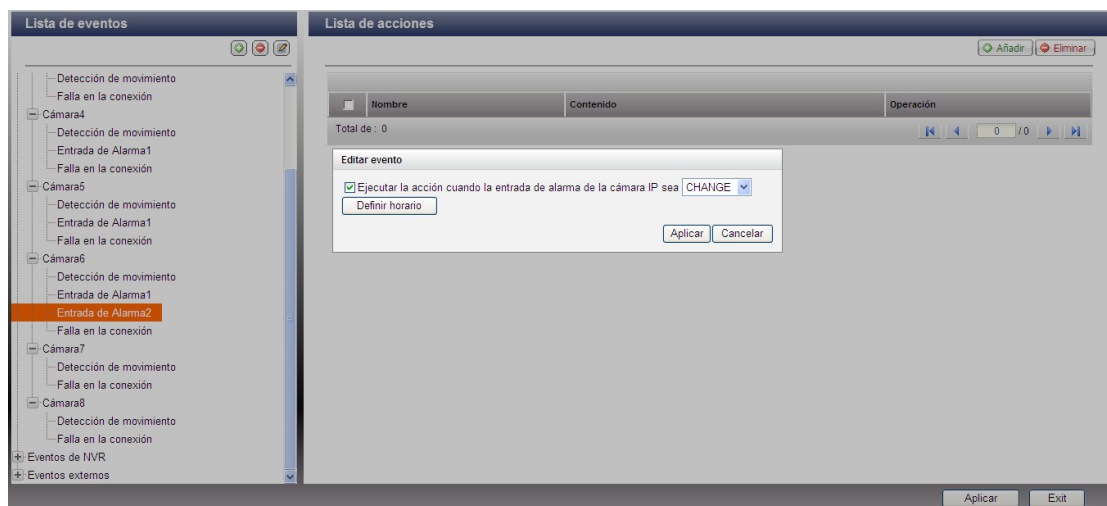 Lista de eventos
Lista de acciones
Añadir Eliminar
Detección de movimiento
Falla en la conexión
Cámara4
Detección de movimiento
Entrada de Alarma1
Falla en la conexión
Cámara5
Detección de movimiento
Entrada de Alarma1
Falla en la conexión
Cámara6
Detección de movimiento
Entrada de Alarma1
Entrada de Alarma2
Falla en la conexión
Cámara7
Detección de movimiento
Falla en la conexión
Cámara8
Detección de movimiento
Falla en la conexión
Eventos de NVR
Eventos externos
Nombre Contenido Operación
Total de : 0 0 / 0
Editar evento
Ejecutar la acción cuando la entrada de alarma de la cámara IP sea CHANGE
Definir horario
Aplicar Cancelar
Aplicar Exit